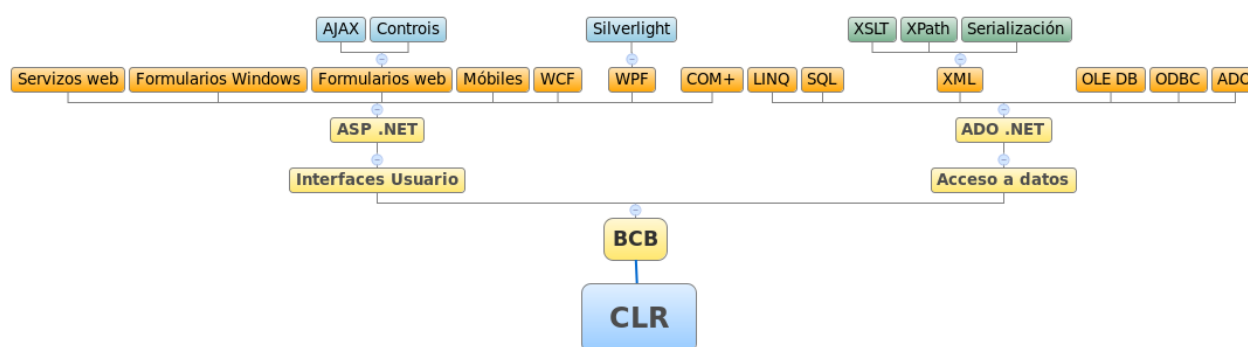 AJAX Controis Silverlight XSLT XPath Serialización
Servizos web Formularios Windows Formularios web Móbiles WCF WPF COM+ LINQ SQL XML OLE DB ODBC ADO
ASP .NET ADO .NET
Interfaces Usuario Acceso a datos
BCB
CLR